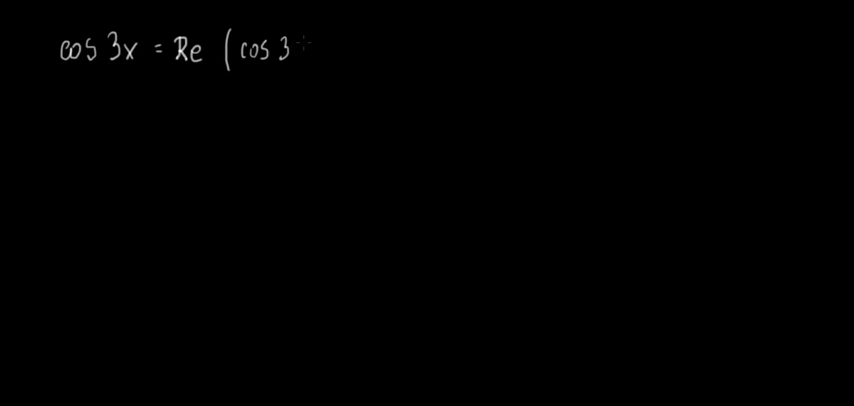 cos 3x = Re (cos 3